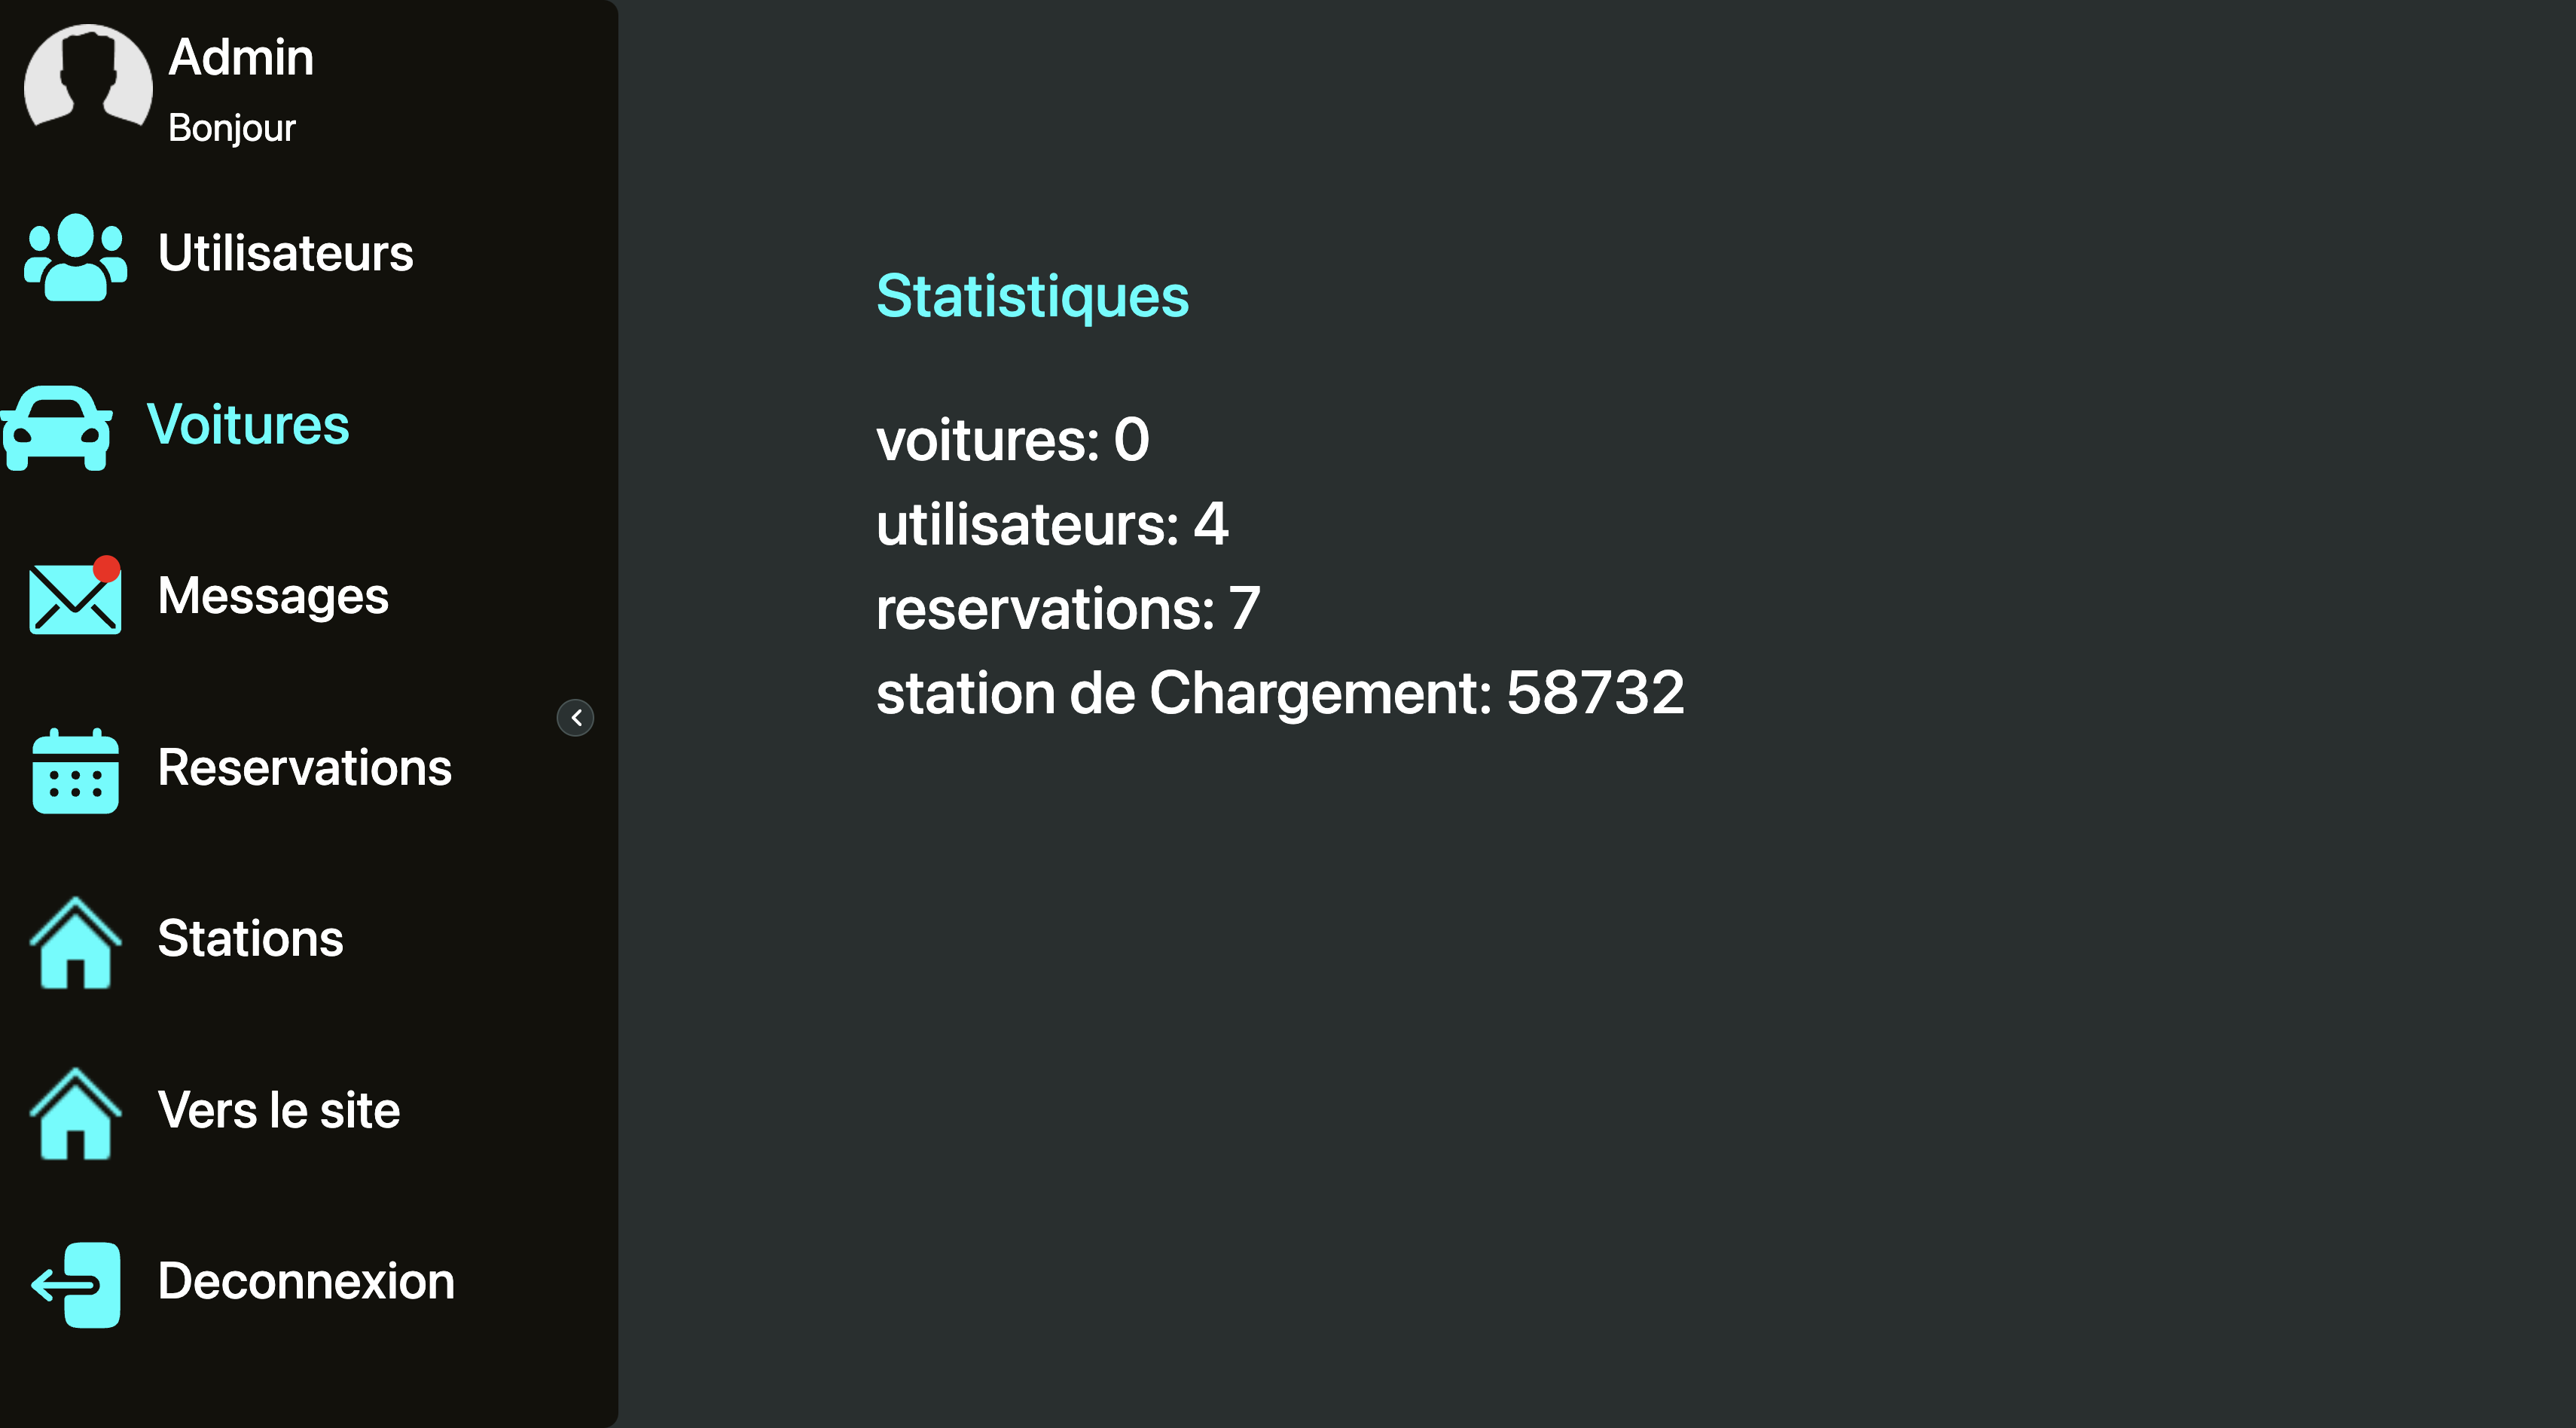 Admin
Bonjour
Utilisateurs
Voitures
Messages
Reservations
Stations
Vers le site
Deconnexion
Statistiques
voitures: 0
utilisateurs: 4
reservations: 7
station de Chargement: 58732